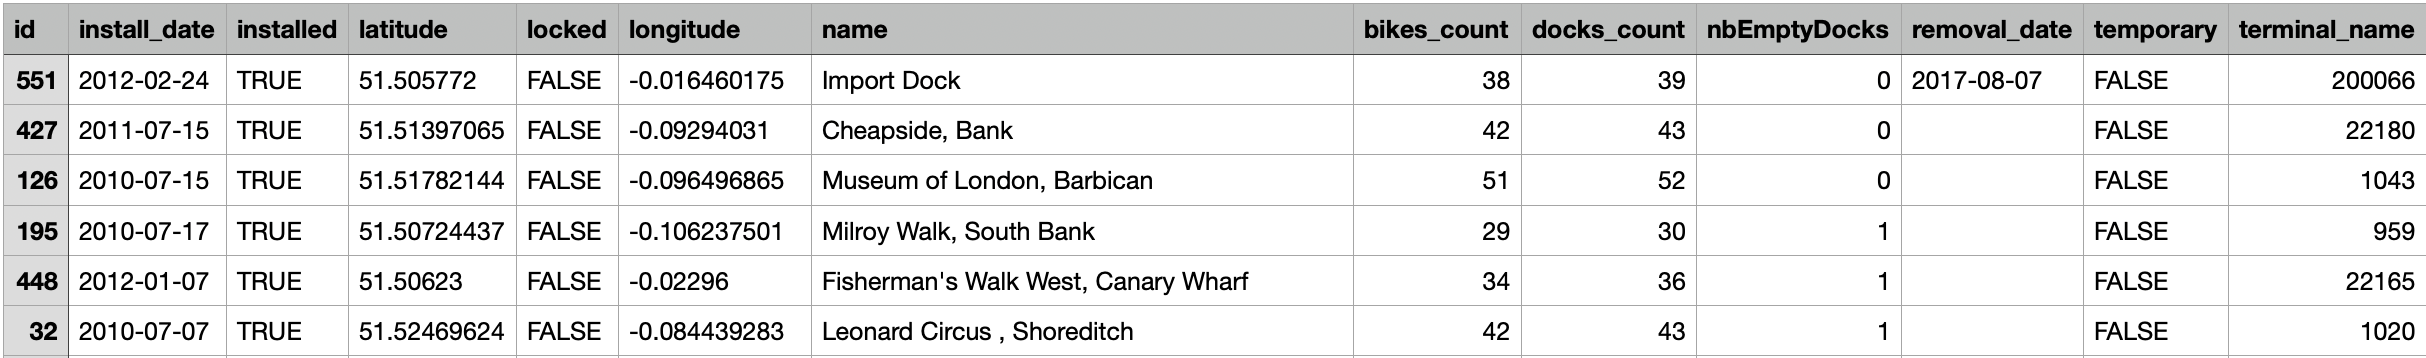 id install_date installed latitude locked longitude name bikes_count docks_count nbEmptyDocks removal_date temporary terminal_name
551 2012-02-24 TRUE 51.505772 FALSE -0.016460175 Import Dock 38 39 0 2017-08-07 FALSE 200066
427 2011-07-15 TRUE 51.51397065 FALSE -0.09294031 Cheapside, Bank 42 43 0 FALSE 22180
126 2010-07-15 TRUE 51.51782144 FALSE -0.096496865 Museum of London, Barbican 51 52 0 FALSE 1043
195 2010-07-17 TRUE 51.50724437 FALSE -0.106237501 Milroy Walk, South Bank 29 30 1 FALSE 959
448 2012-01-07 TRUE 51.50623 FALSE -0.02296 Fisherman's Walk West, Canary Wharf 34 36 1 FALSE 22165
32 2010-07-07 TRUE 51.52469624 FALSE -0.084439283 Leonard Circus , Shoreditch 42 43 1 FALSE 1020